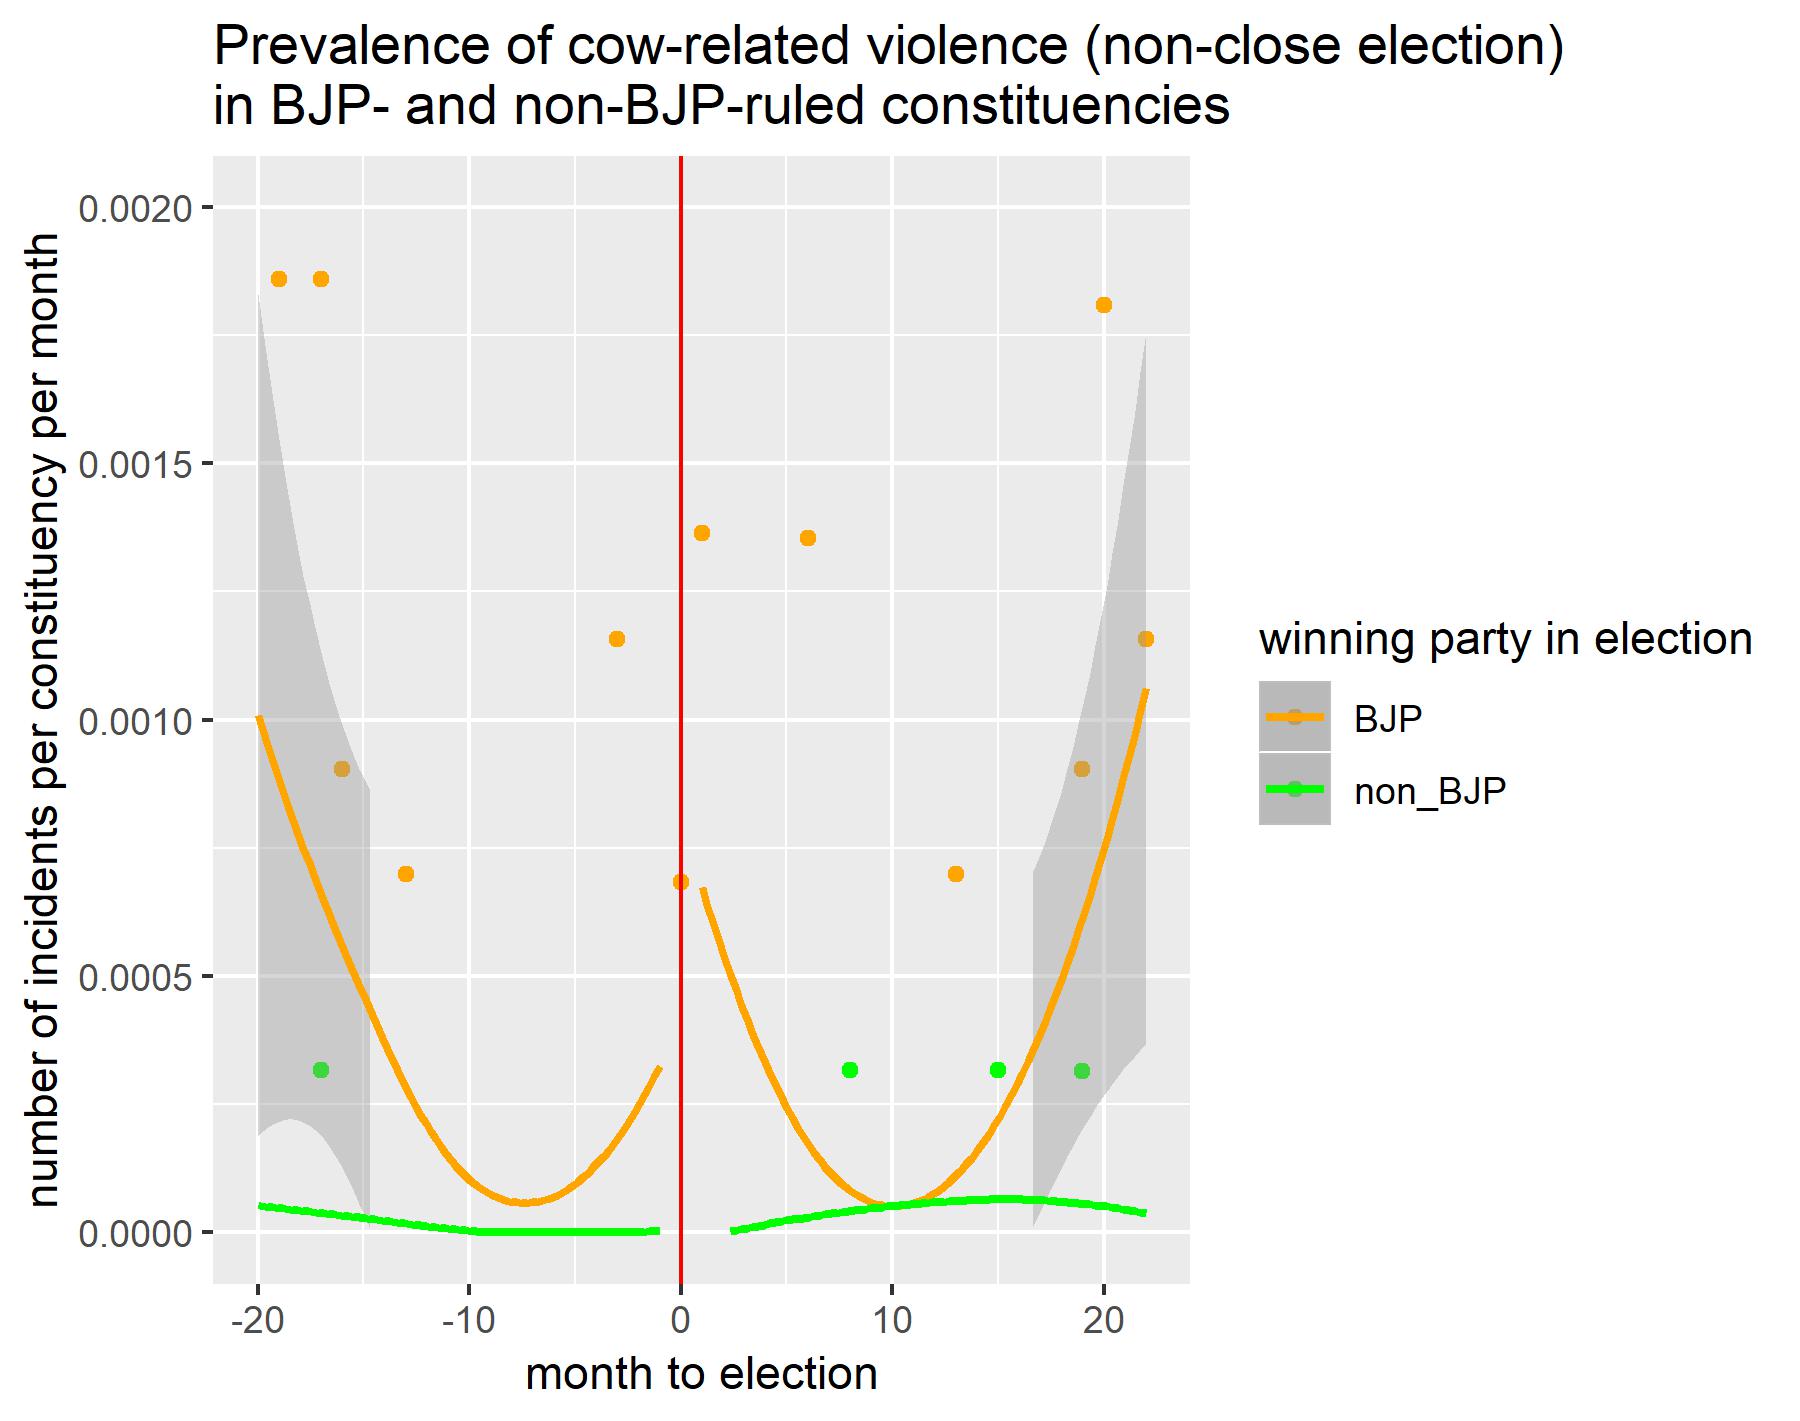 Prevalence of cow-related violence (non-close election)
in BJP- and non-BJP-ruled constituencies
number of incidents per constituency per month
0.0020
0.0015
0.0010
0.0005
0.0000
-20
-10
0
10
20
month to election
winning party in election
BJP
non_BJP